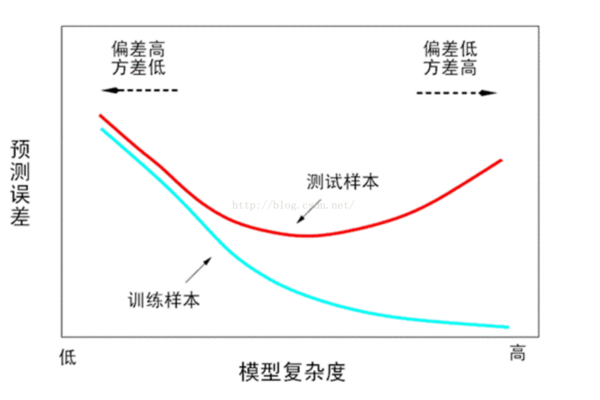 偏差高
方差低
偏差低
方差高
预测误差
测试样本
http://blog.csdn.net/
训练样本
低
高
模型复杂度